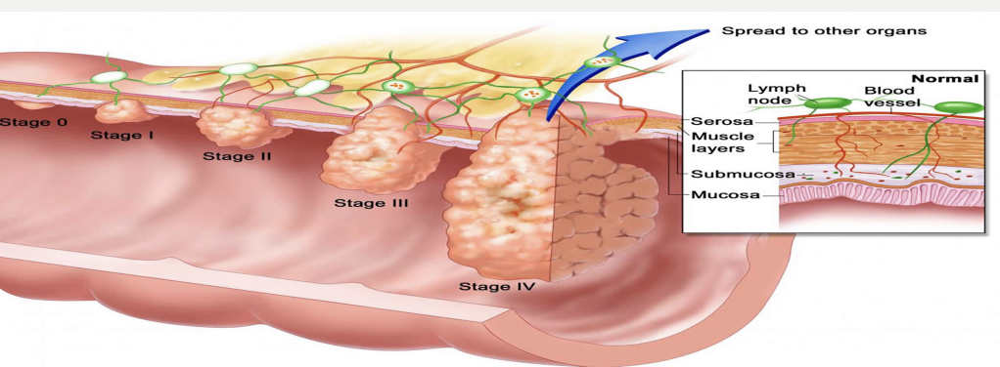 Spread to other organs
Normal
Lymph
node
Blood
vessel
Serosa
Muscle
layers
Submucosa
Mucosa
Stage 0
Stage I
Stage II
Stage III
Stage IV